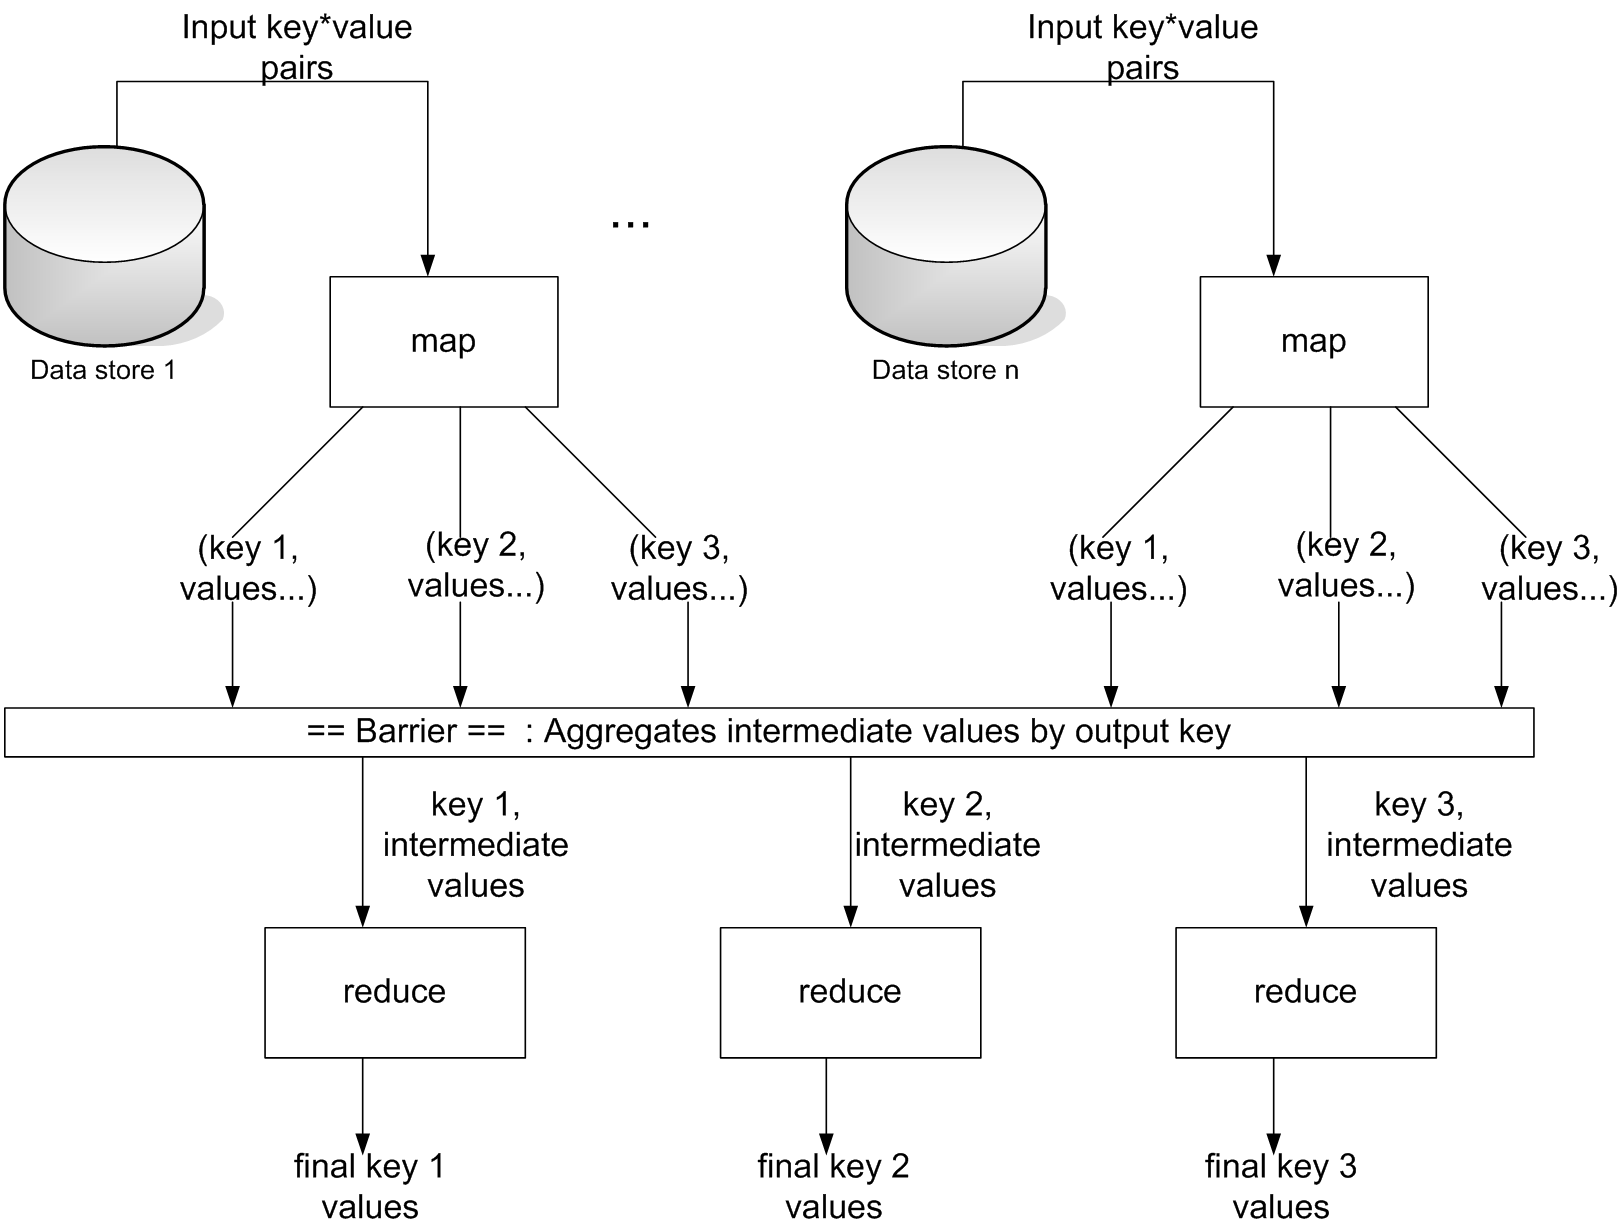 Input key*value
pairs
Input key*value
pairs
...
map
map
Data store 1
Data store n
(key 1,
values...)
(key 2,
values...)
(key 3,
values...)
(key 1,
values...)
(key 2,
values...)
(key 3,
values...)
== Barrier ==  : Aggregates intermediate values by output key
key 1,
intermediate
values
key 2,
intermediate
values
key 3,
intermediate
values
reduce
reduce
reduce
final key 1
values
final key 2
values
final key 3
values